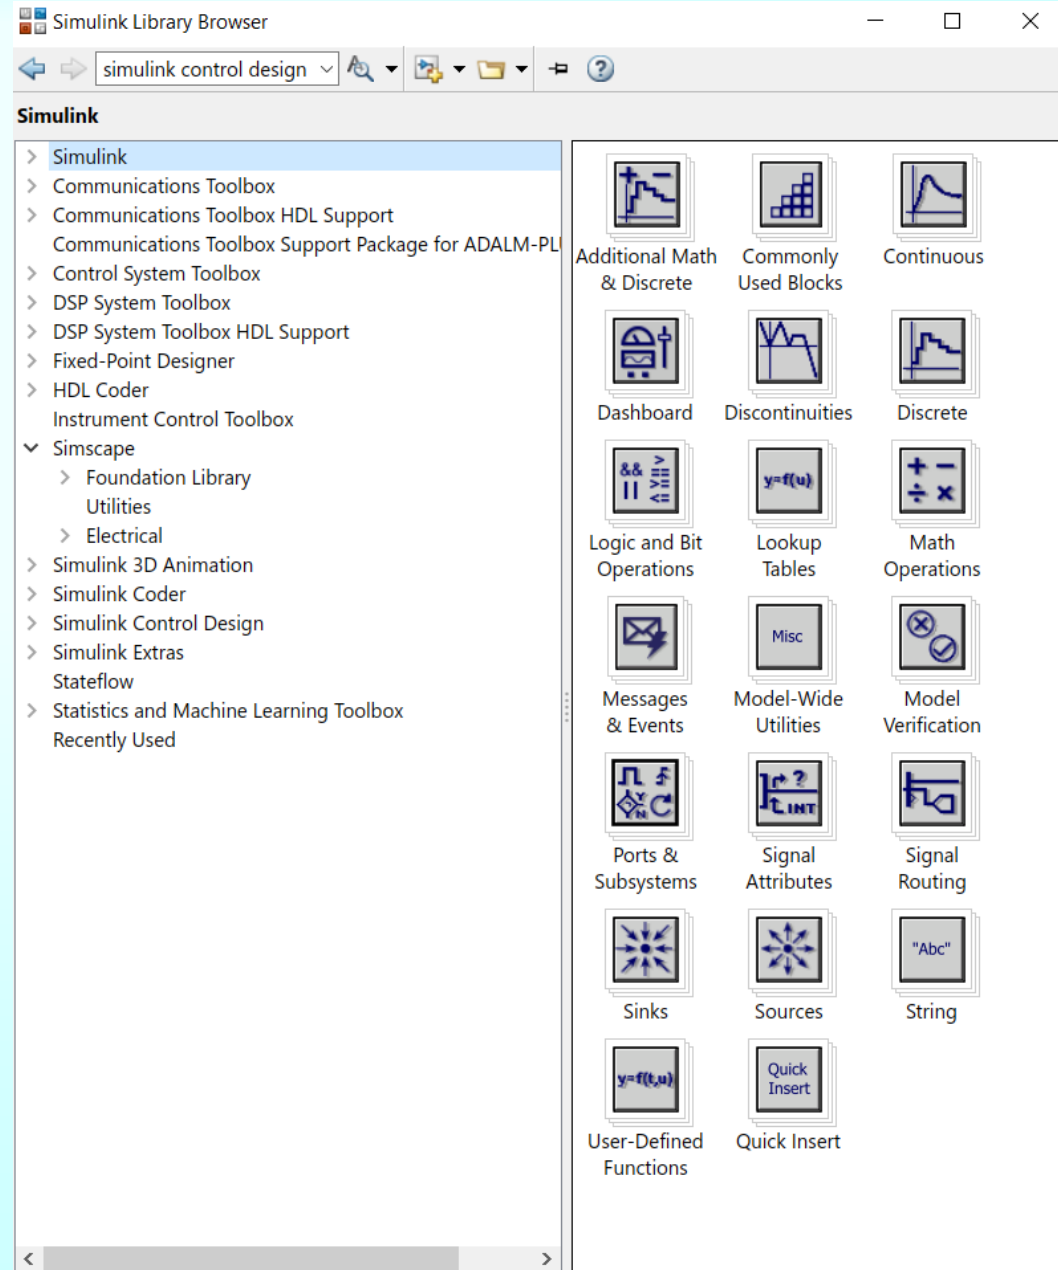 Simulink Library Browser
simulink control design
Simulink
Simulink
Communications Toolbox
Communications Toolbox HDL Support
Communications Toolbox Support Package for ADALM-PL
Control System Toolbox
DSP System Toolbox
DSP System Toolbox HDL Support
Fixed-Point Designer
HDL Coder
Instrument Control Toolbox
Simscape
Foundation Library
Utilities
Electrical
Simulink 3D Animation
Simulink Coder
Simulink Control Design
Simulink Extras
Stateflow
Statistics and Machine Learning Toolbox
Recently Used
Additional Math
& Discrete
Commonly
Used Blocks
Continuous
Dashboard
Discontinuities
Discrete
&& > == >= <= ||
Logic and Bit
Operations
y=f(u)
Lookup
Tables
+ − ÷ ×
Math
Operations
Messages
& Events
Misc
Model-Wide
Utilities
Model
Verification
Y
N
Ports &
Subsystems
?
INT
Signal
Attributes
Signal
Routing
Sinks
Sources
"Abc"
String
y=f(t,u)
User-Defined
Functions
Quick
Insert
Quick Insert